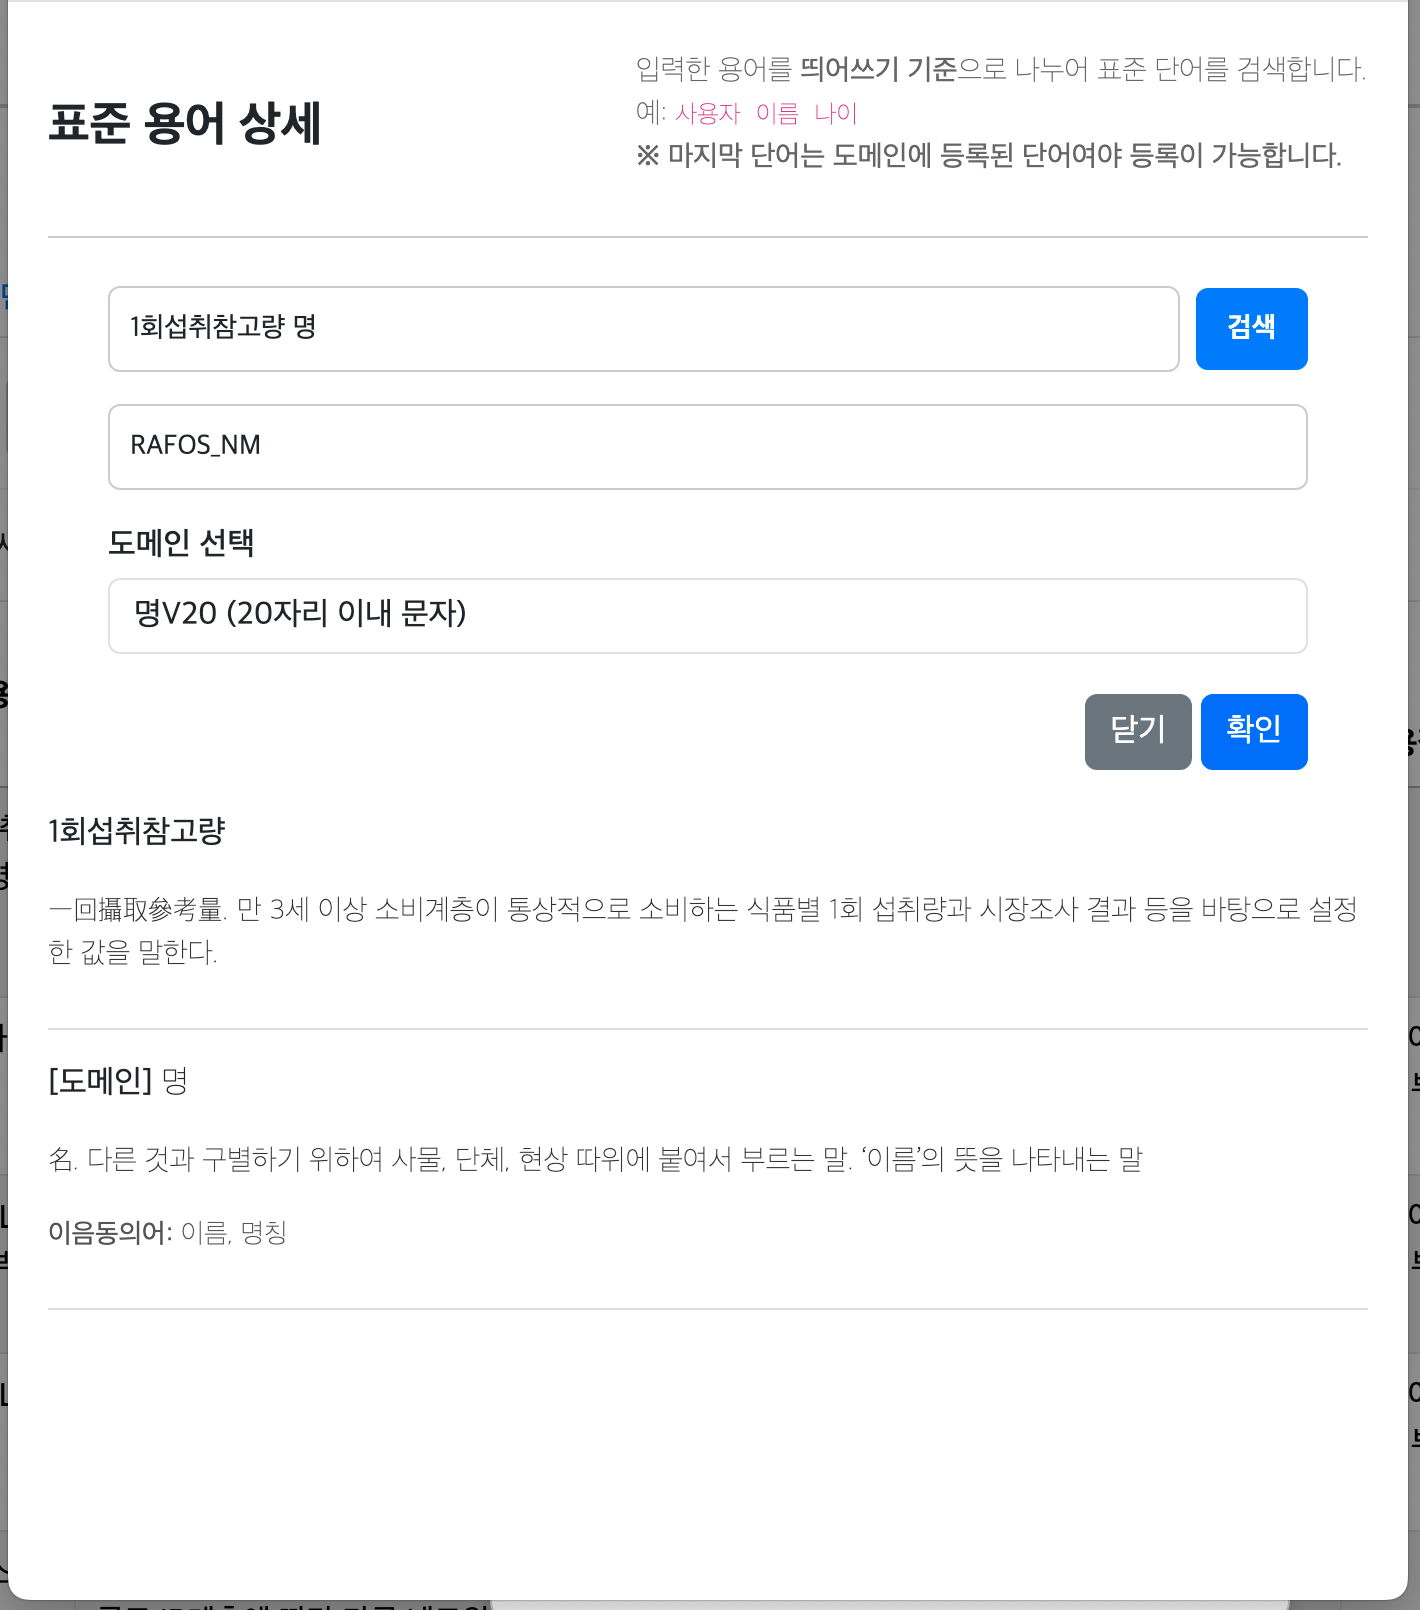 표준 용어 상세
입력한 용어를 띄어쓰기 기준으로 나누어 표준 단어를 검색합니다.
예: 사용자 이름 나이
※ 마지막 단어는 도메인에 등록된 단어여야 등록이 가능합니다.
1회섭취참고량 명
검색
RAFOS_NM
도메인 선택
명V20 (20자리 이내 문자)
닫기
확인
1회섭취참고량
一回攝取參考量. 만 3세 이상 소비계층이 통상적으로 소비하는 식품별 1회 섭취량과 시장조사 결과 등을 바탕으로 설정
한 값을 말한다.
[도메인] 명
名. 다른 것과 구별하기 위하여 사물, 단체, 현상 따위에 붙여서 부르는 말. ‘이름’의 뜻을 나타내는 말
이음동의어: 이름, 명칭